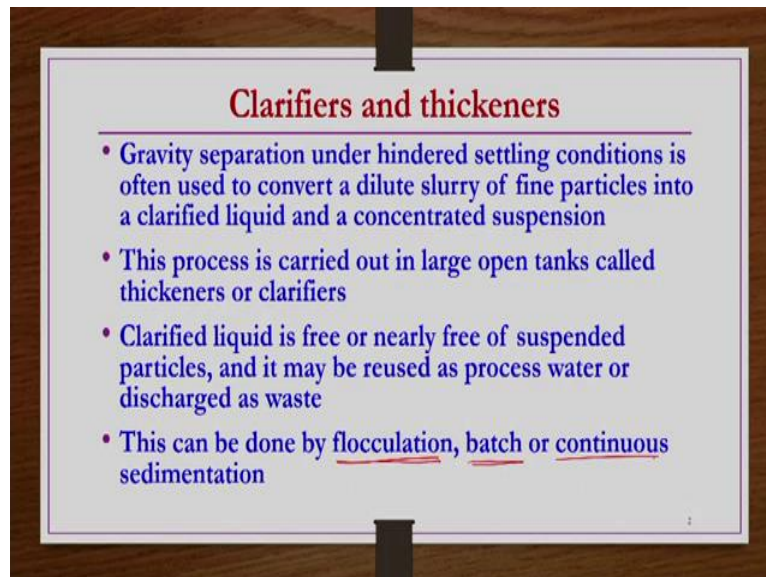 Clarifiers and thickeners
• Gravity separation under hindered settling conditions is
often used to convert a dilute slurry of fine particles into
a clarified liquid and a concentrated suspension
• This process is carried out in large open tanks called
thickeners or clarifiers
• Clarified liquid is free or nearly free of suspended
particles, and it may be reused as process water or
discharged as waste
• This can be done by flocculation, batch or continuous
sedimentation
2